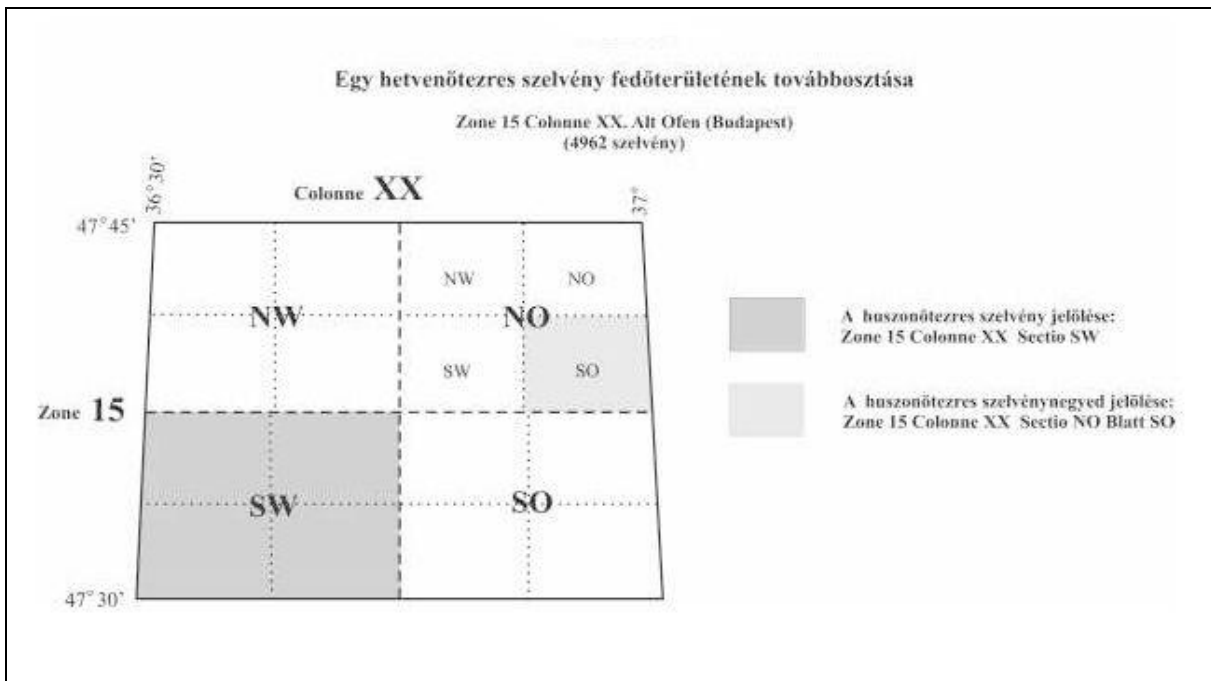 Egy hetvenötezres szelvény fedőterületének továbbosztása
Zone 15 Colonne XX. Alt Ofen (Budapest)
(4962 szelvény)
Colonne XX
36°30'
37°
47°45'
NW
NO
NW
NO
SW
SO
Zone 15
SW
SO
47°30'
A huszonötezres szelvény jelölése:
Zone 15 Colonne XX Sectio SW
A huszonötezres szelvénynegyed jelölése:
Zone 15 Colonne XX Sectio NO Blatt SO